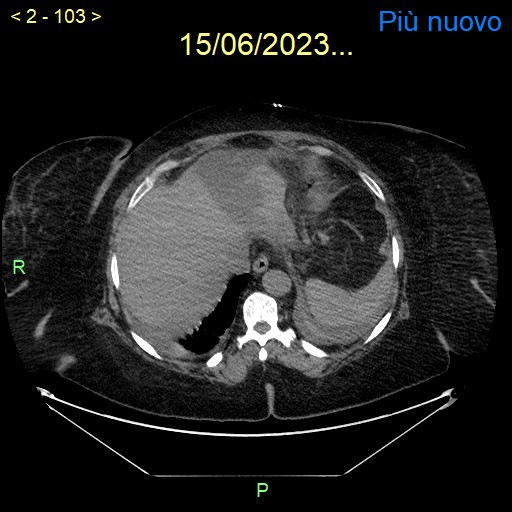 < 2 - 103 >
Più nuovo
15/06/2023...
R
P